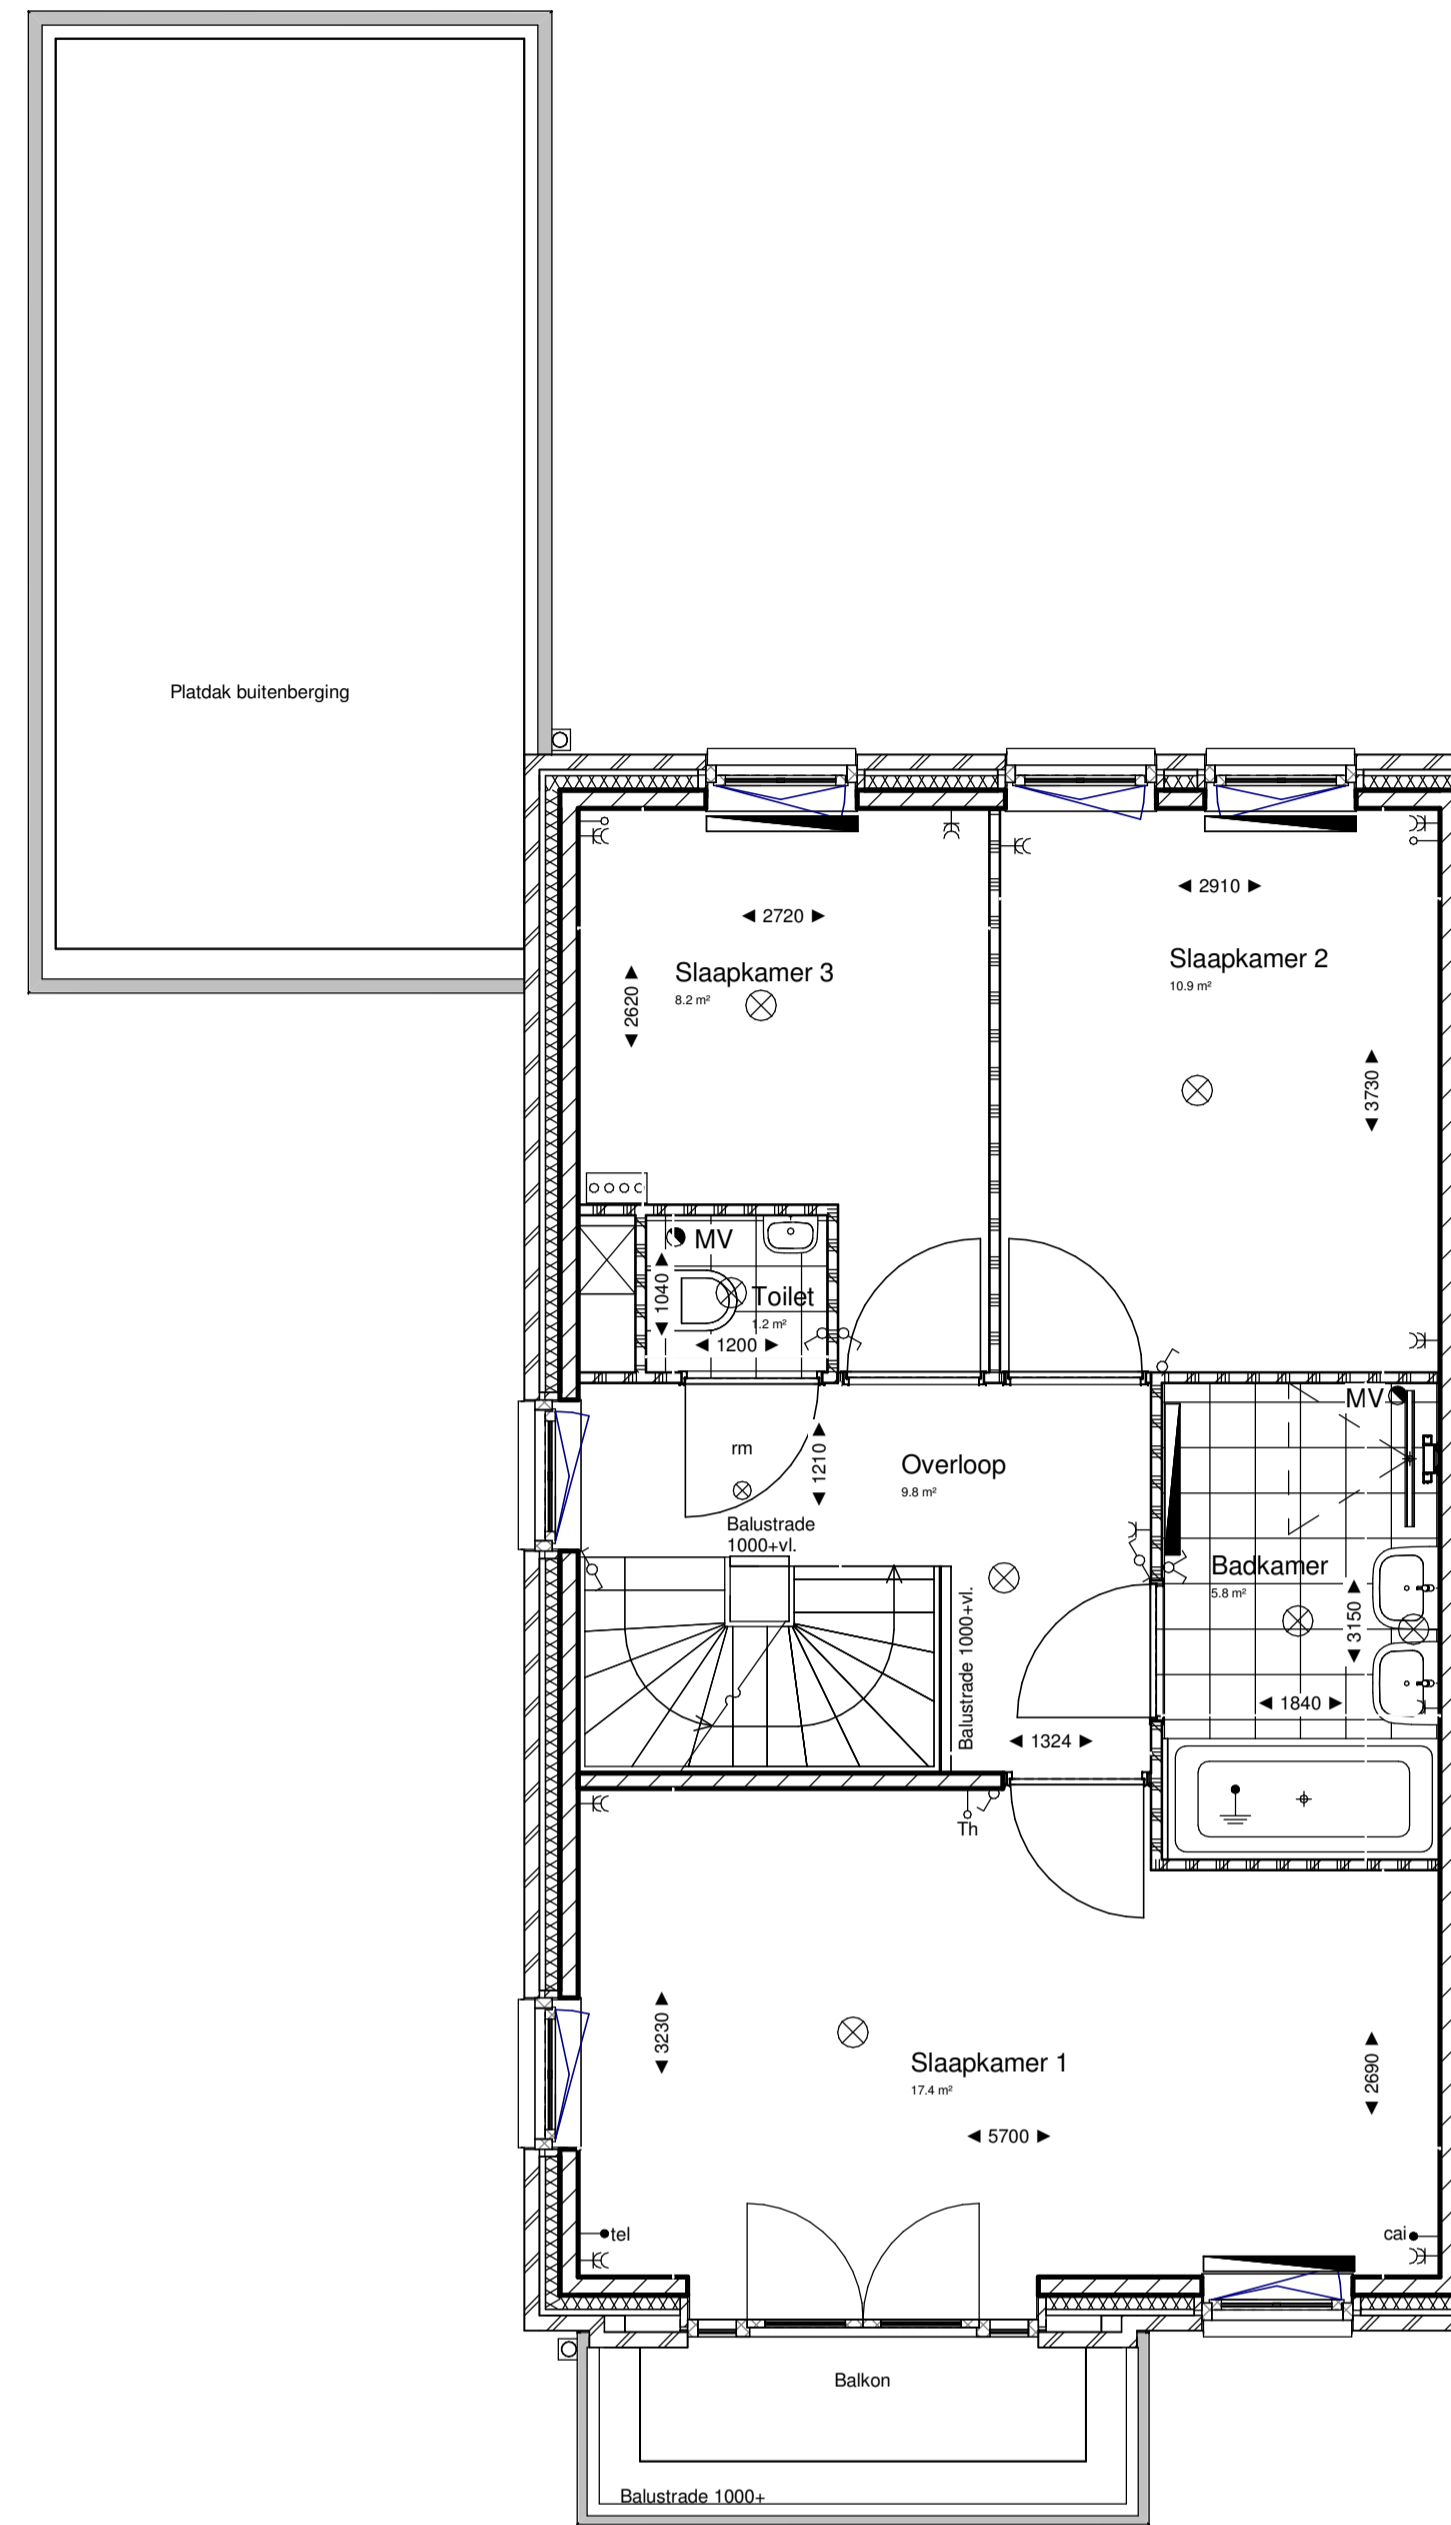 Platdak buitenberging
2910
2720
Slaapkamer 3
8.2 m²
Slaapkamer 2
10.9 m²
2620
3730
MV
1040
Toilet
1.2 m²
1200
MV
rm
1210
Overloop
9.8 m²
Balustrade
1000+vl.
Badkamer
5.8 m²
3150
Balustrade 1000+vl.
1840
1324
Th
3230
Slaapkamer 1
17.4 m²
2690
5700
tel
cai
Balkon
Balustrade 1000+